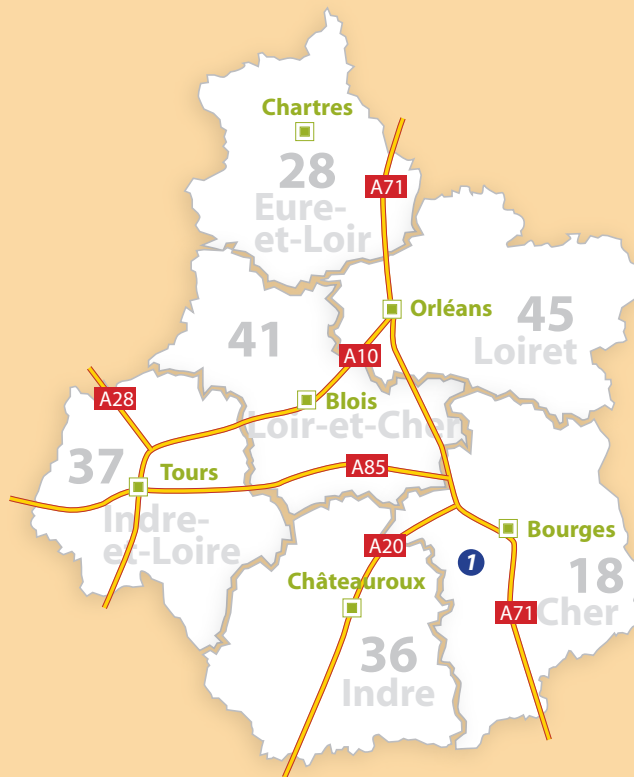 Chartres
28
Eure-
et-Loir
A71
Orléans
45
Loiret
41
A10
A28
Blois
Loir-et-Cher
37
Tours
A85
Indre-
et-Loire
Bourges
A20
1
18
Châteauroux
A71
Cher
36
Indre